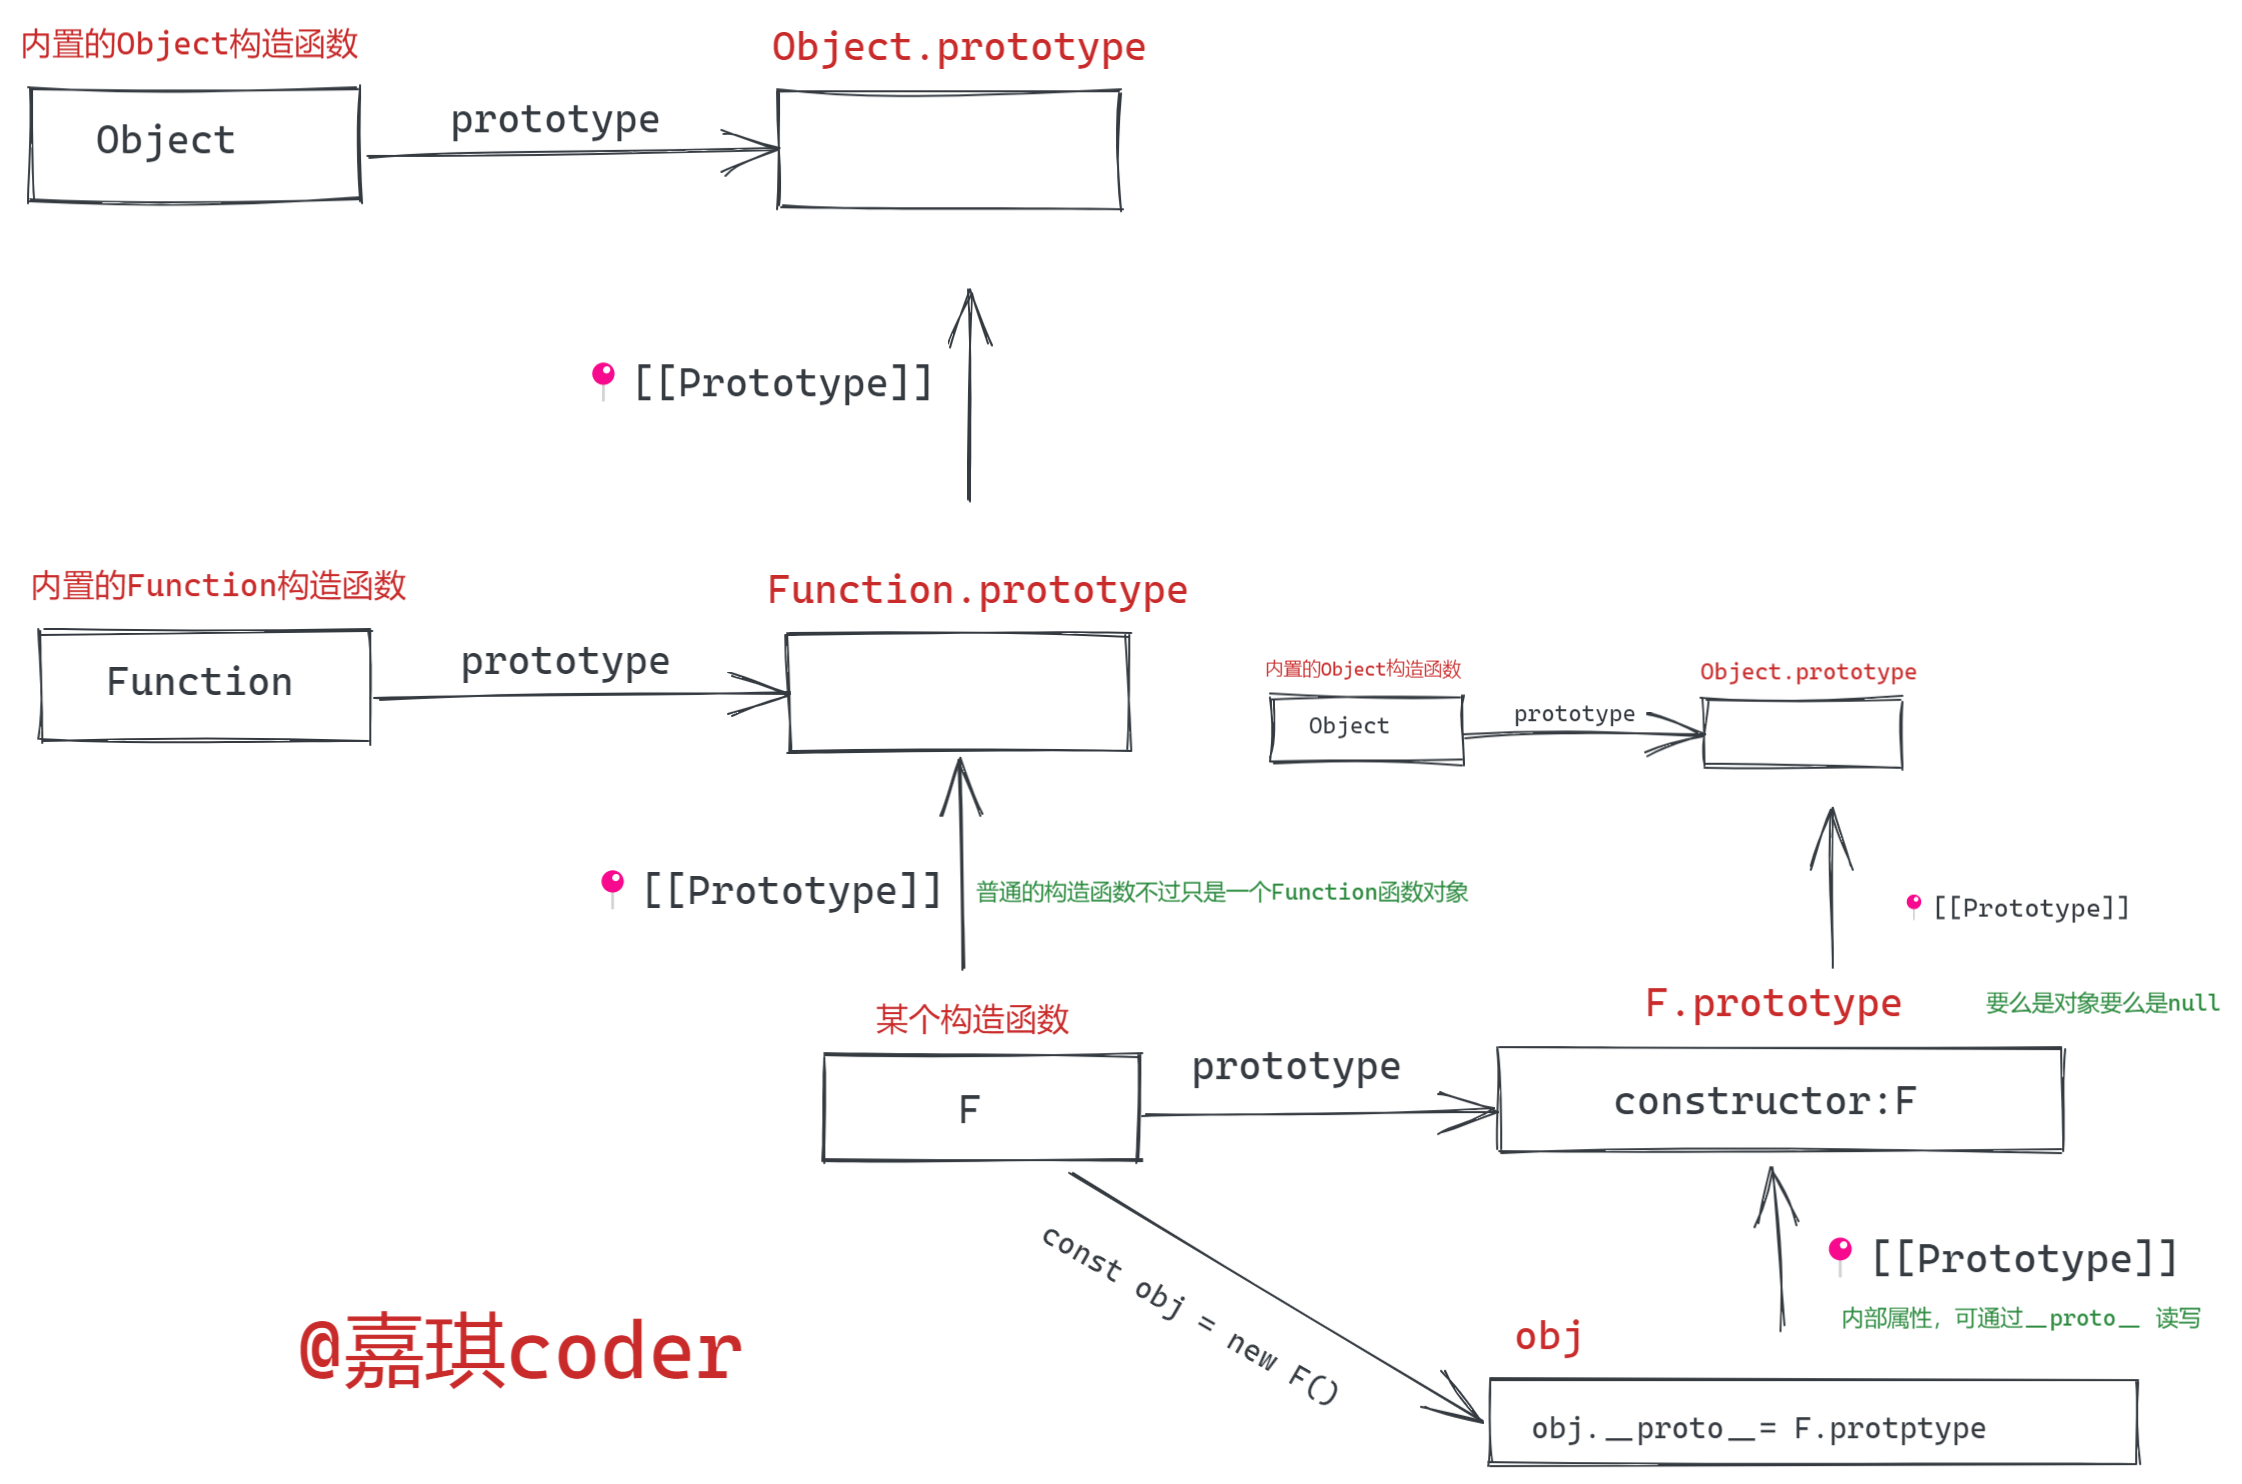 内置的Object构造函数
Object.prototype
Object
prototype
[[Prototype]]
内置的Function构造函数
Function.prototype
Function
prototype
内置的Object构造函数
Object.prototype
Object
prototype
[[Prototype]]
普通的构造函数不过只是一个Function函数对象
[[Prototype]]
某个构造函数
F.prototype
要么是对象要么是null
F
prototype
constructor:F
const obj = new F()
[[Prototype]]
内部属性，可通过__proto__ 读写
obj
obj.__proto__= F.protptype
@嘉琪coder